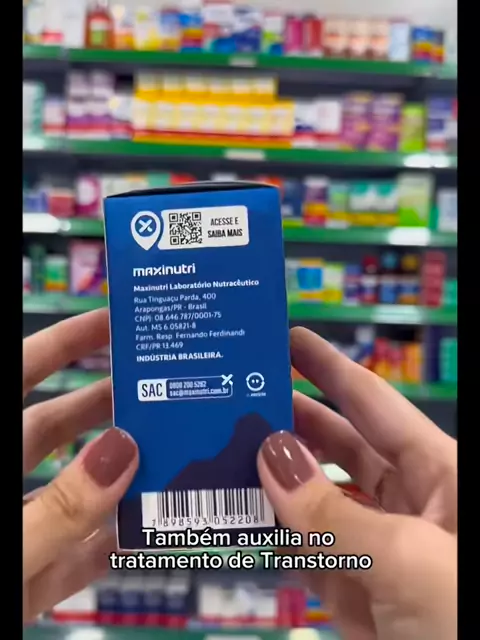 ACESSE E
SAIBA MAIS
maxinutri
Maxinutri Laboratório Nutracêutico
Rua Tinguaçu Parda, 400
Arapongas/PR - Brasil
CNPJ: 08.646.787/0001-75
Aut: MS 6.05821-8
Farm. Resp: Fernando Ferdinandi
CRF/PR 13.469
INDÚSTRIA BRASILEIRA.
SAC
0800 200 5262
sac@maxinutri.com.br
7 898593 052208
Também auxilia no
tratamento de Transtorno